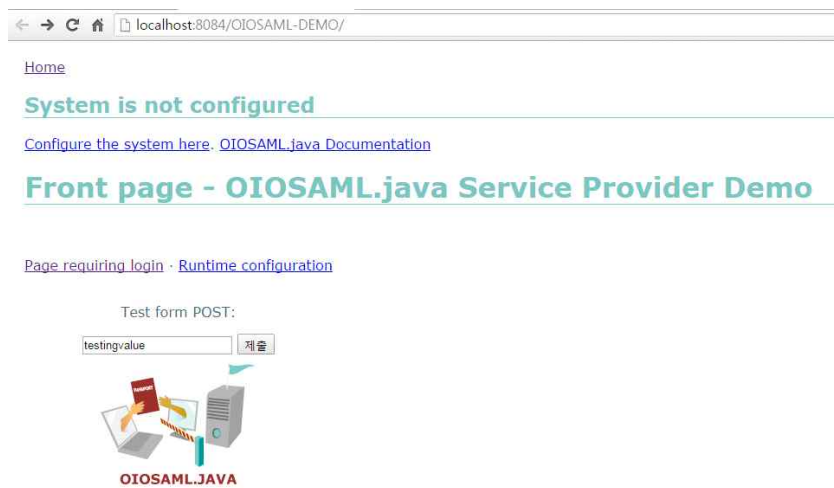 localhost:8084/OIOSAML-DEMO/
Home
System is not configured
Configure the system here. OIOSAML.java Documentation
Front page - OIOSAML.java Service Provider Demo
Page requiring login · Runtime configuration
Test form POST:
testingvalue 제출
PASSPORT
OIOSAML.JAVA